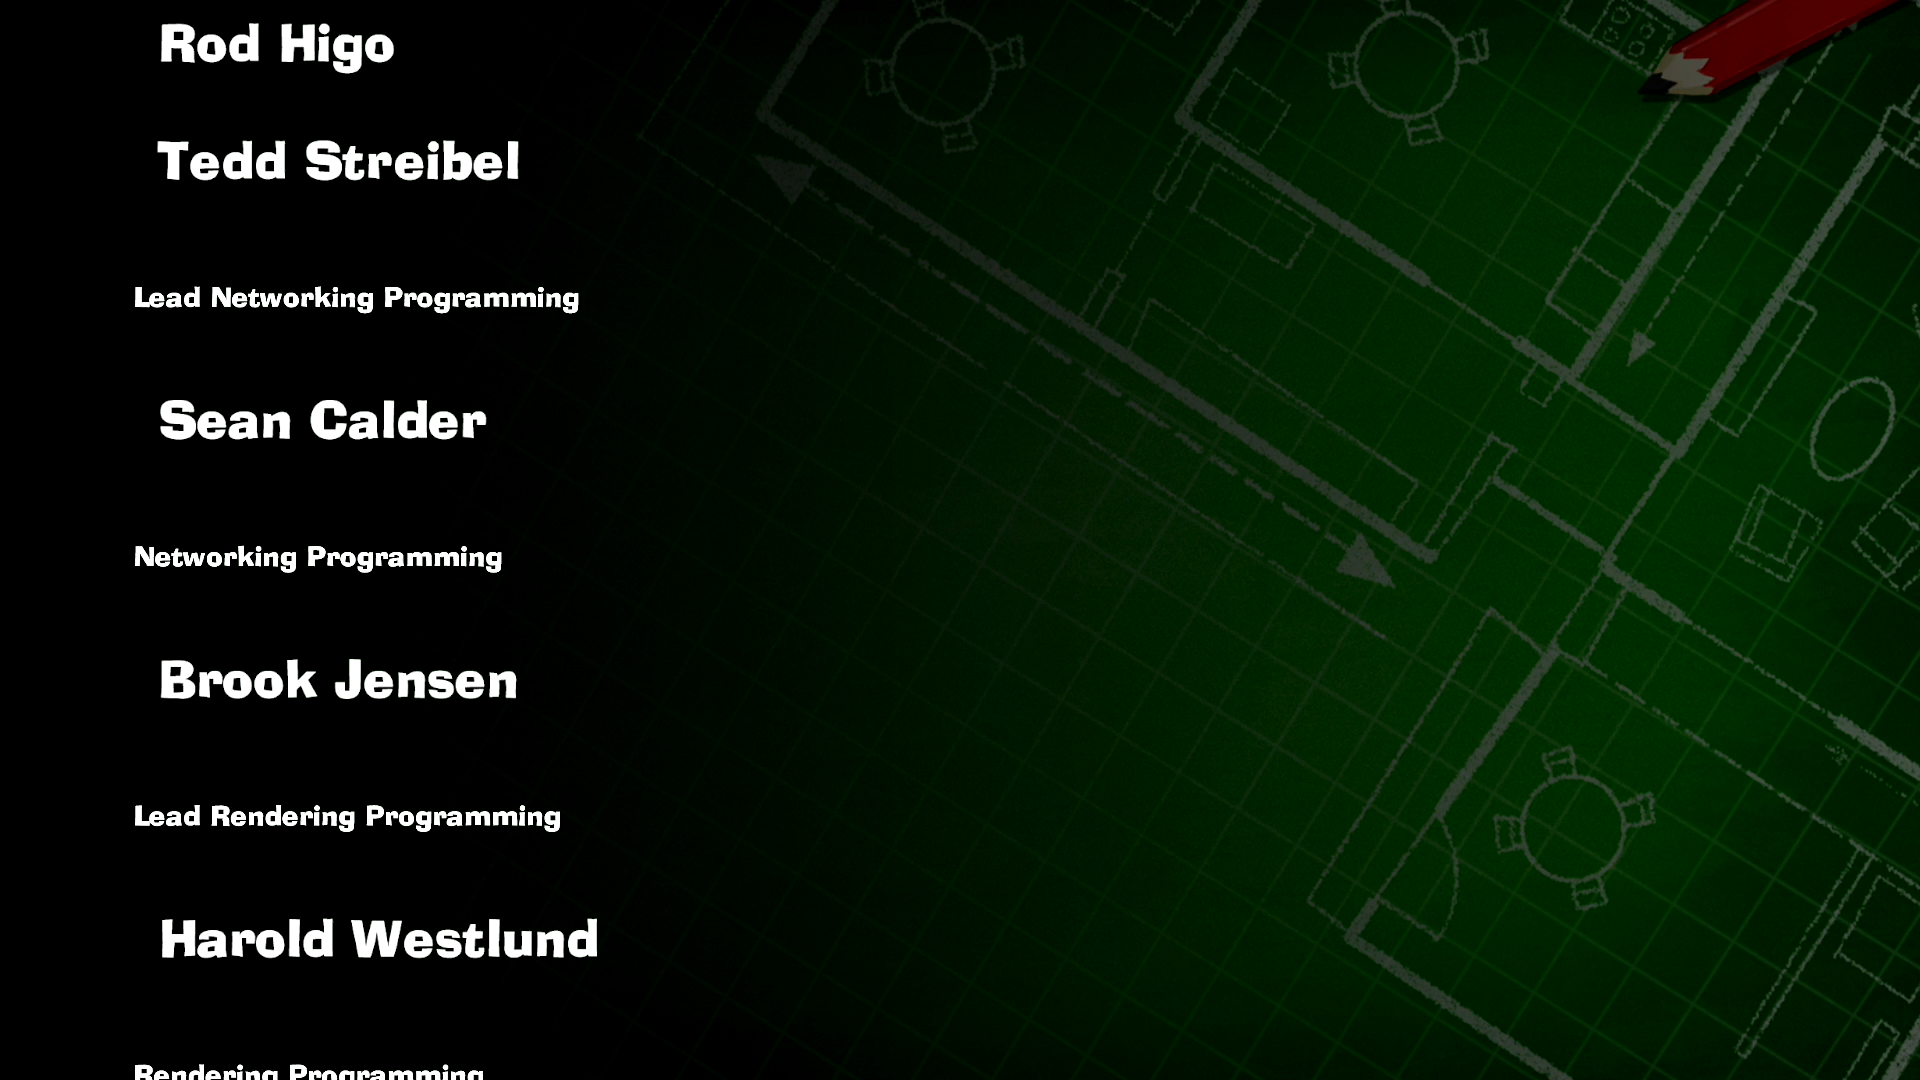 Rod Higo
Tedd Streibel
Lead Networking Programming
Sean Calder
Networking Programming
Brook Jensen
Lead Rendering Programming
Harold Westlund
Rendering Programming